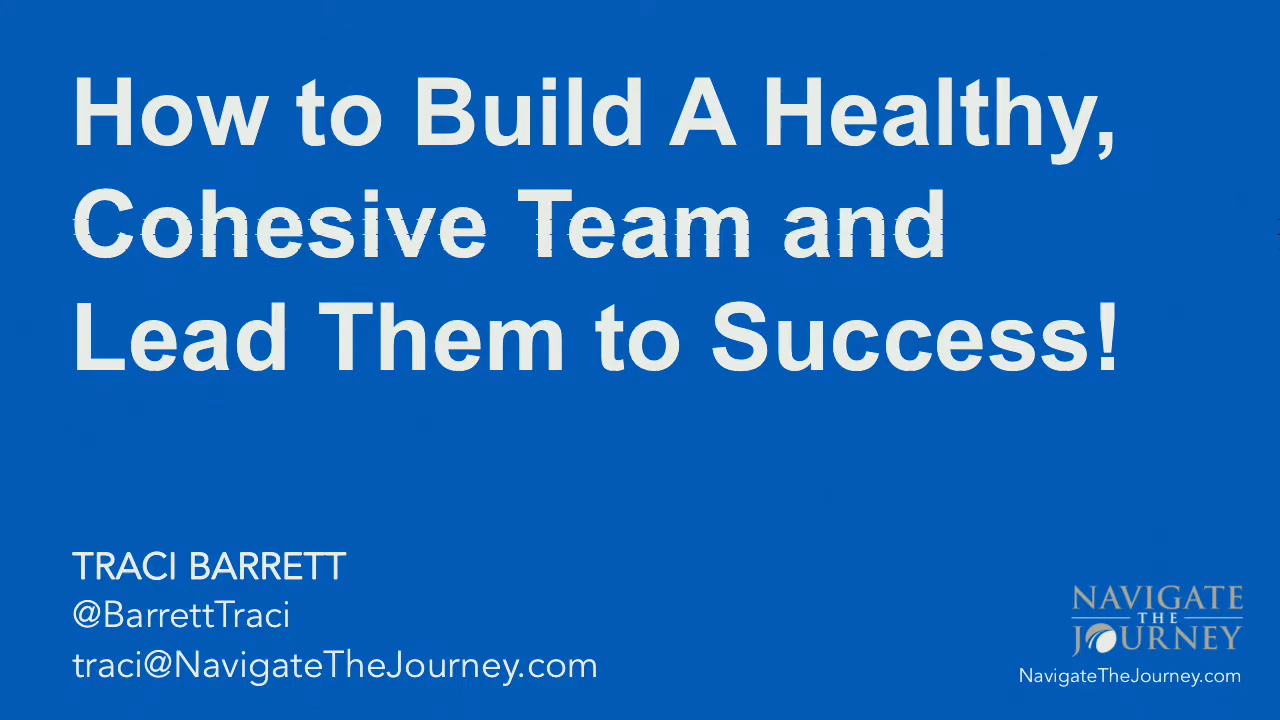 How to Build A Healthy,
Cohesive Team and
Lead Them to Success!
TRACI BARRETT
@BarrettTraci
traci@NavigateTheJourney.com
NAVIGATE
THE
JOURNEY
NavigateTheJourney.com